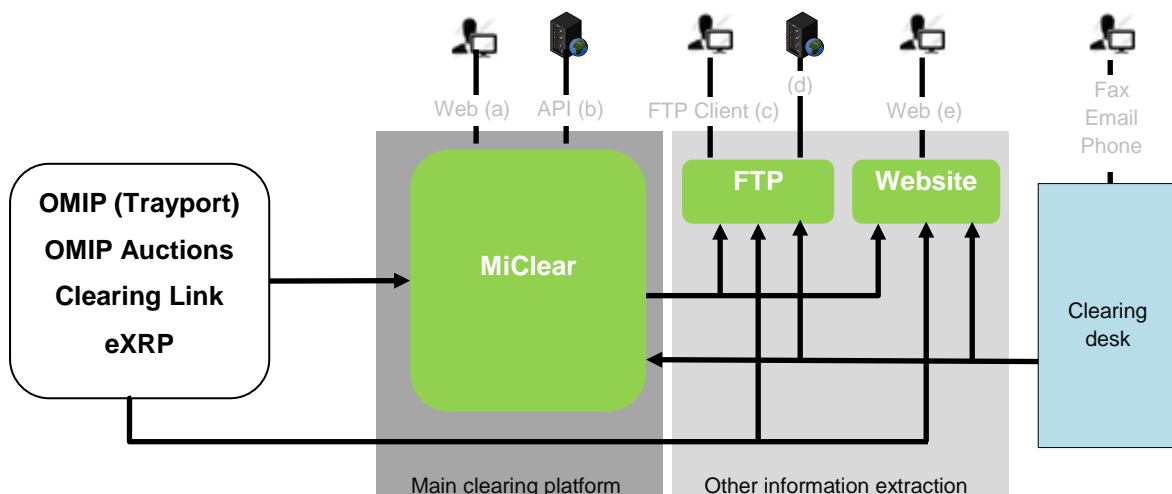 Web (a)
API (b)
FTP Client (c)
(d)
Web (e)
Fax
Email
Phone
OMIP (Trayport)
OMIP Auctions
Clearing Link
eXRP
MiClear
FTP
Website
Clearing
desk
Main clearing platform
Other information extraction